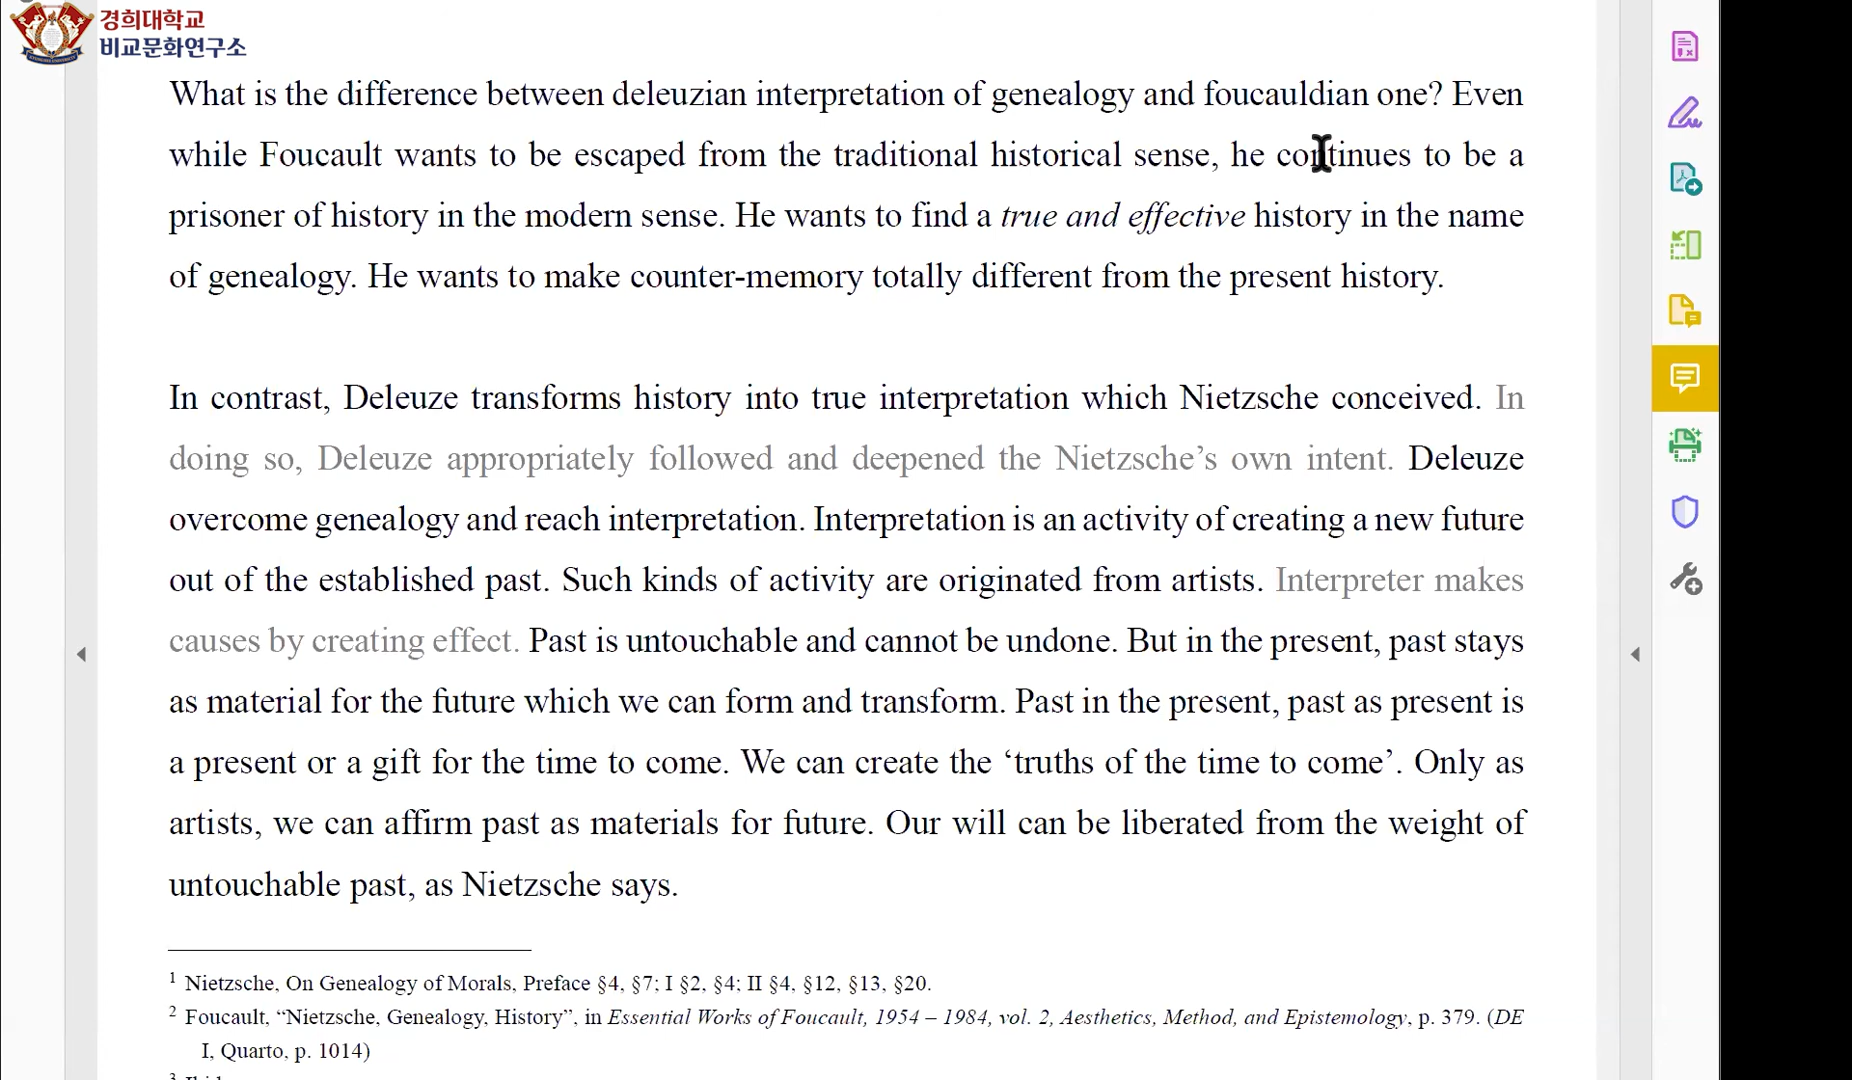 경희대학교
비교문화연구소
What is the difference between deleuzian interpretation of genealogy and foucauldian one? Even
while Foucault wants to be escaped from the traditional historical sense, he continues to be a
prisoner of history in the modern sense. He wants to find a true and effective history in the name
of genealogy. He wants to make counter-memory totally different from the present history.
In contrast, Deleuze transforms history into true interpretation which Nietzsche conceived. In
doing so, Deleuze appropriately followed and deepened the Nietzsche’s own intent. Deleuze
overcome genealogy and reach interpretation. Interpretation is an activity of creating a new future
out of the established past. Such kinds of activity are originated from artists. Interpreter makes
causes by creating effect. Past is untouchable and cannot be undone. But in the present, past stays
as material for the future which we can form and transform. Past in the present, past as present is
a present or a gift for the time to come. We can create the ‘truths of the time to come’. Only as
artists, we can affirm past as materials for future. Our will can be liberated from the weight of
untouchable past, as Nietzsche says.
1 Nietzsche, On Genealogy of Morals, Preface §4, §7; I §2, §4; II §4, §12, §13, §20.
2 Foucault, “Nietzsche, Genealogy, History”, in Essential Works of Foucault, 1954 – 1984, vol. 2, Aesthetics, Method, and Epistemology, p. 379. (DE
I, Quarto, p. 1014)